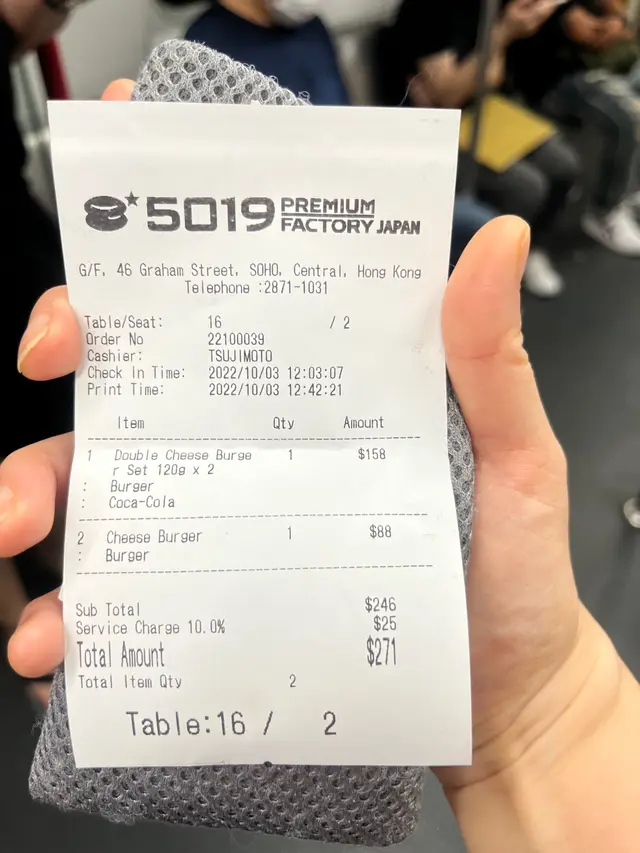 5019 PREMIUM
FACTORY JAPAN
G/F, 46 Graham Street, SOHO, Central, Hong Kong
Telephone :2871-1031
Table/Seat: 16 / 2
Order No 22100039
Cashier: TSUJIMOTO
Check In Time: 2022/10/03 12:03:07
Print Time: 2022/10/03 12:42:21
Item Qty Amount
1 Double Cheese Burge 1 $158
r Set 120g x 2
: Burger
: Coca-Cola
2 Cheese Burger 1 $88
: Burger
Sub Total $246
Service Charge 10.0% $25
Total Amount $271
Total Item Qty 2
Table:16 / 2